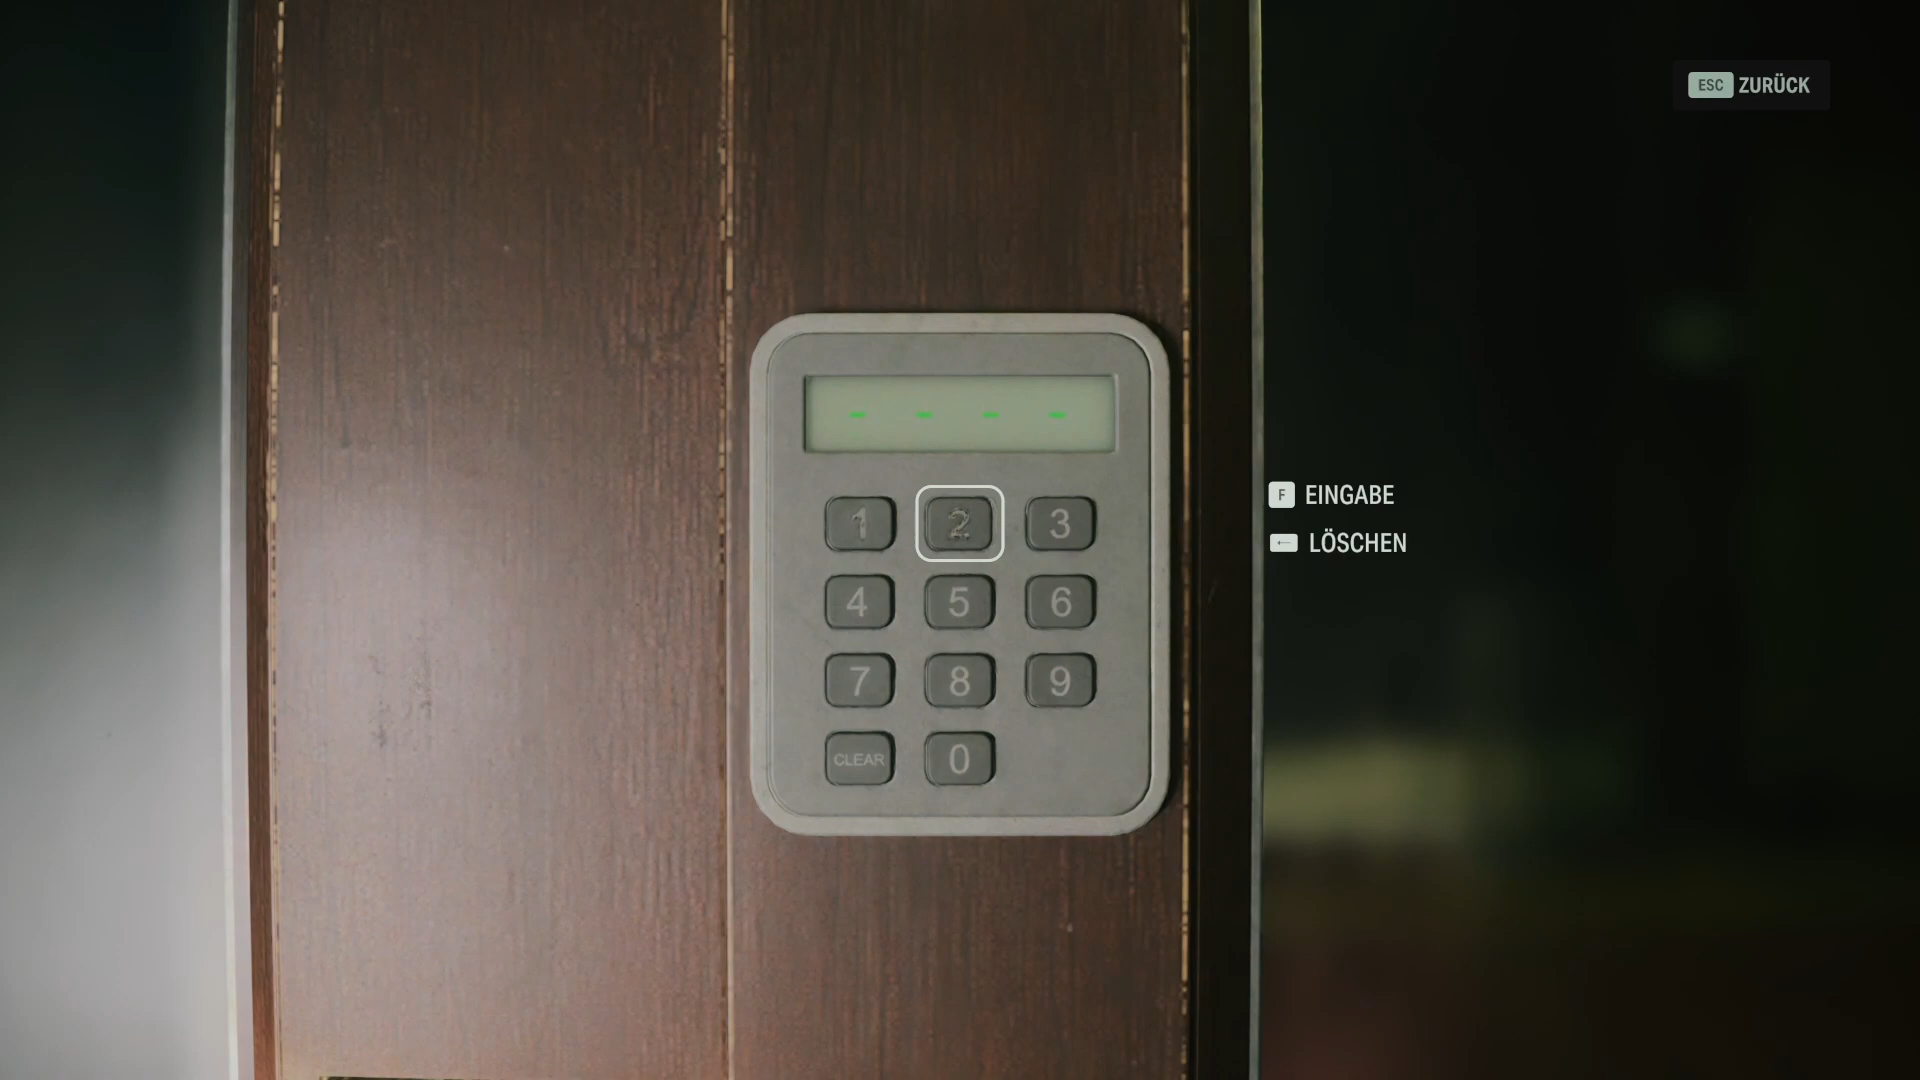 ESC ZURÜCK
- - - -
1 2 3
F EINGABE
← LÖSCHEN
4 5 6
7 8 9
CLEAR 0